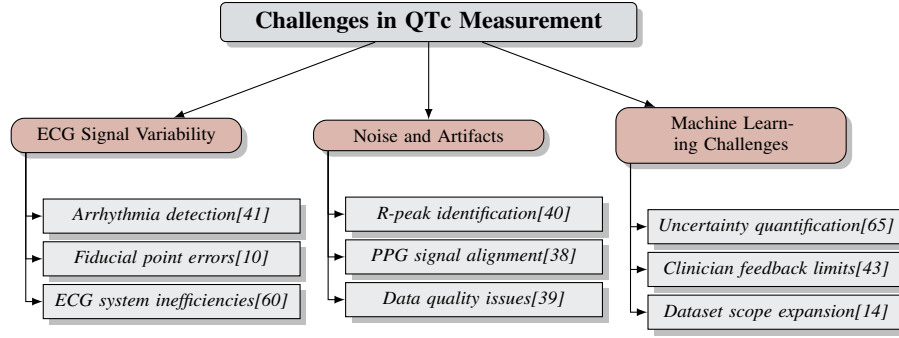 Challenges in QTc Measurement
ECG Signal Variability
Arrhythmia detection[41]
Fiducial point errors[10]
ECG system inefficiencies[60]
Noise and Artifacts
R-peak identification[40]
PPG signal alignment[38]
Data quality issues[39]
Machine Learn-
ing Challenges
Uncertainty quantification[65]
Clinician feedback limits[43]
Dataset scope expansion[14]